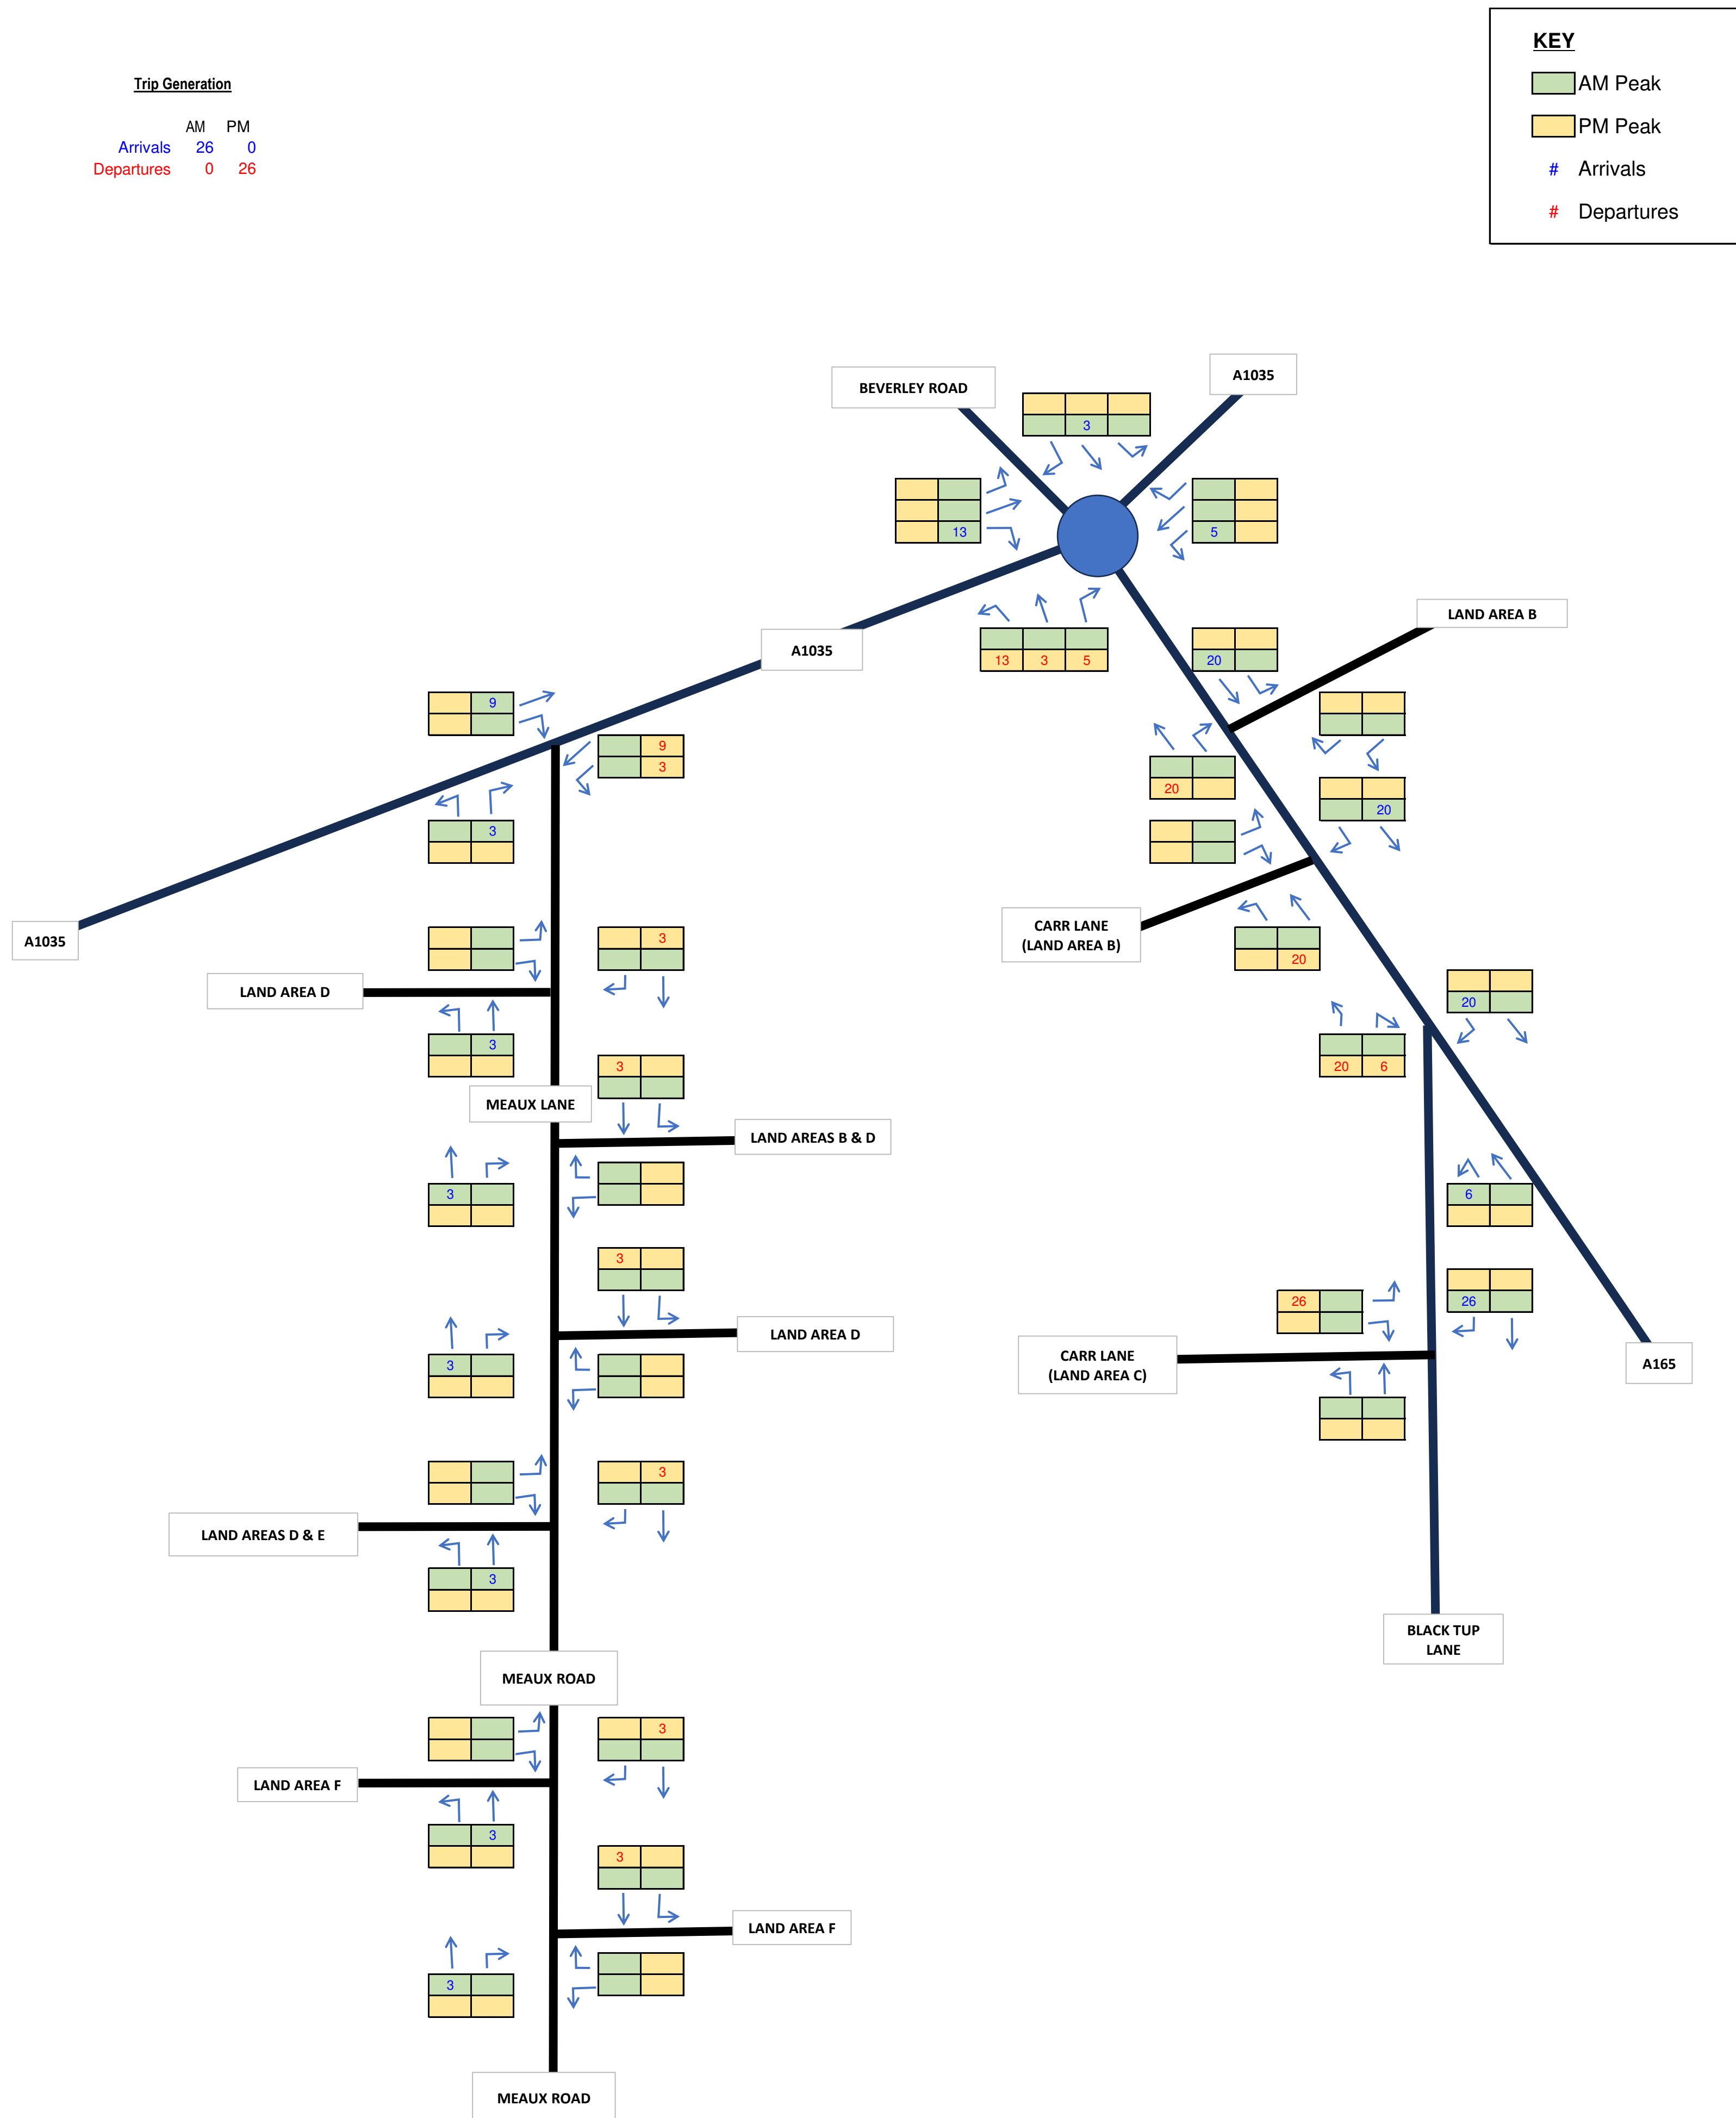 KEY
AM Peak
PM Peak
# Arrivals
# Departures
Trip Generation
AM PM
Arrivals 26 0
Departures 0 26
BEVERLEY ROAD
A1035
3
13
5
A1035
13 3 5
LAND AREA B
20
20
20
CARR LANE
(LAND AREA B)
20
9
9
3
3
A1035
3
LAND AREA D
3
20
20 6
3
MEAUX LANE
LAND AREAS B & D
3
6
3
26
26
3
LAND AREA D
CARR LANE
(LAND AREA C)
A165
3
LAND AREAS D & E
3
BLACK TUP
LANE
MEAUX ROAD
3
LAND AREA F
3
3
LAND AREA F
3
MEAUX ROAD